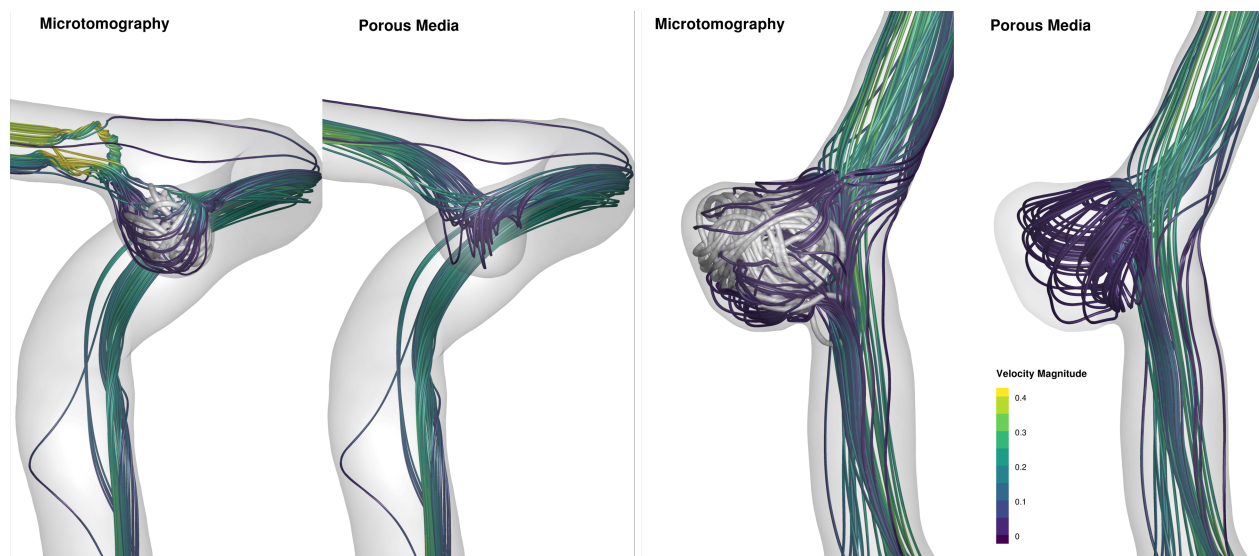 Microtomography
Porous Media
Microtomography
Porous Media
Velocity Magnitude
0.4
0.3
0.2
0.1
0